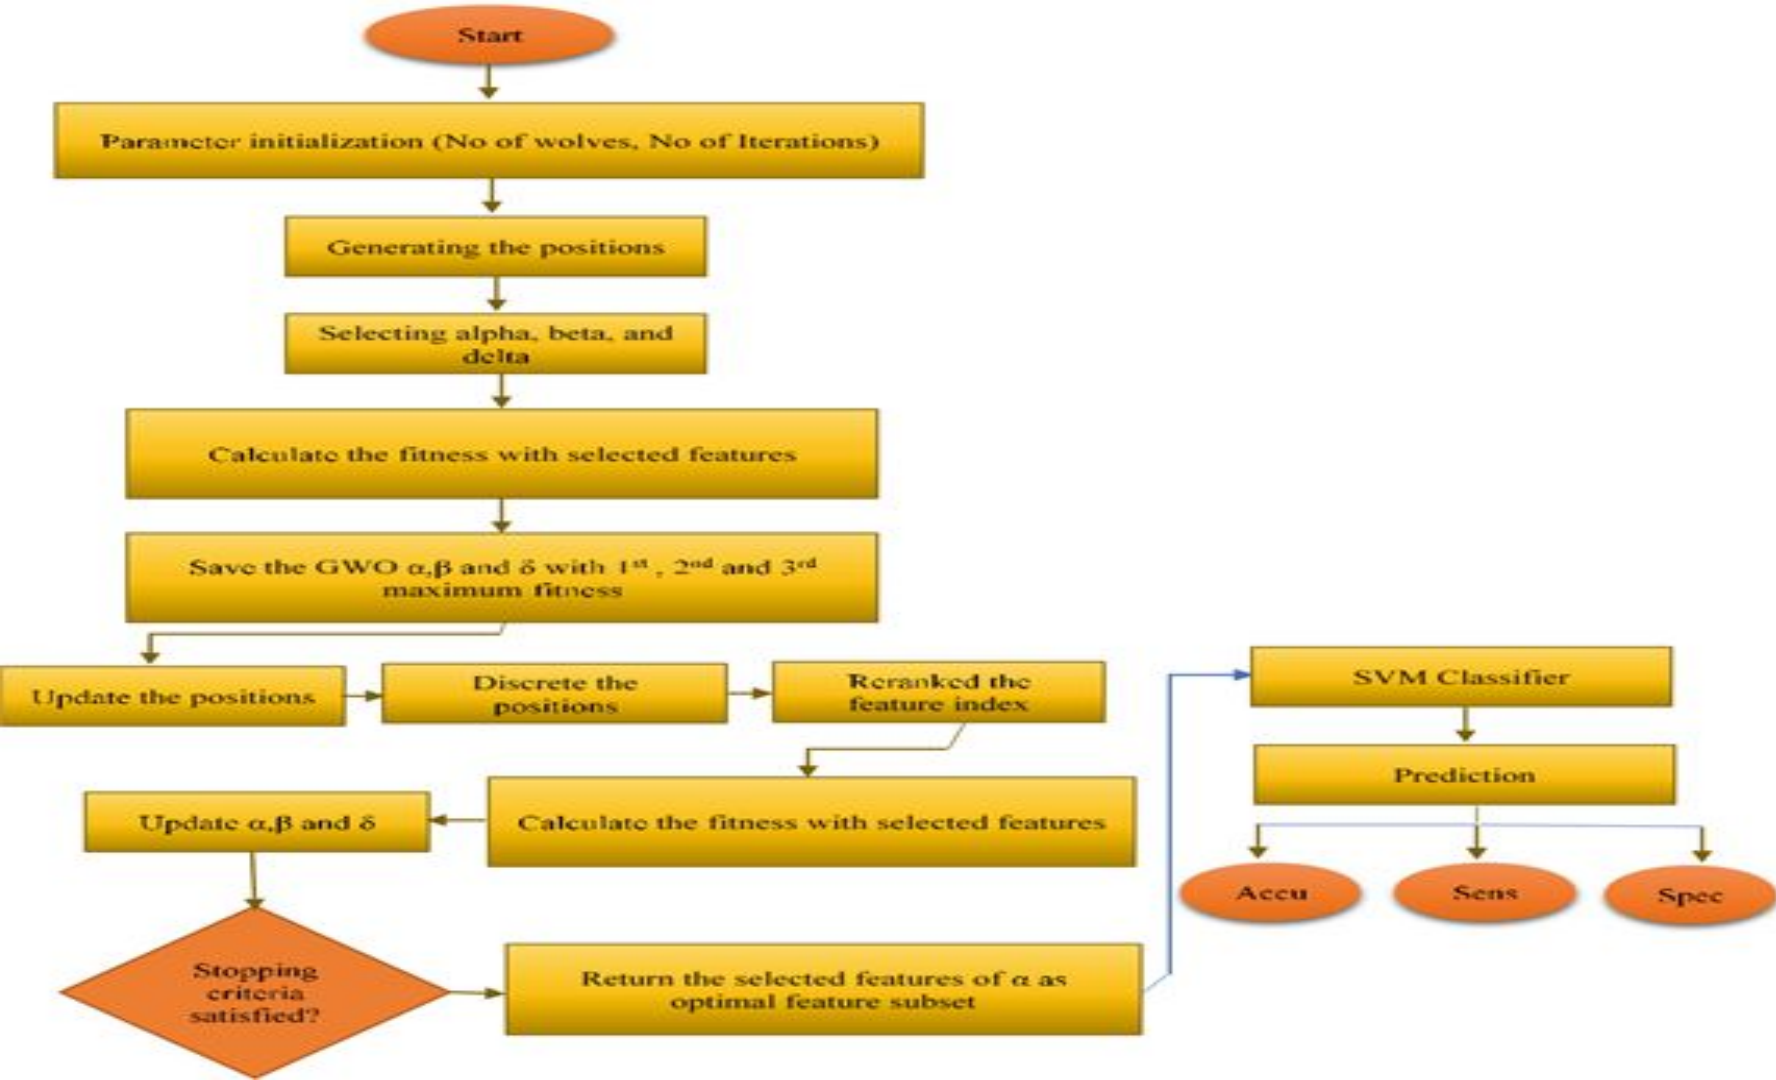 Start
Parameter initialization (No of wolves, No of Iterations)
Generating the positions
Selecting alpha, beta, and
delta
Calculate the fitness with selected features
Save the GWO α,β and δ with 1st , 2nd and 3rd
maximum fitness
Update the positions
Discrete the
positions
Reranked the
feature index
Calculate the fitness with selected features
Update α,β and δ
Stopping
criteria
satisfied?
Return the selected features of α as
optimal feature subset
SVM Classifier
Prediction
Accu
Sens
Spec